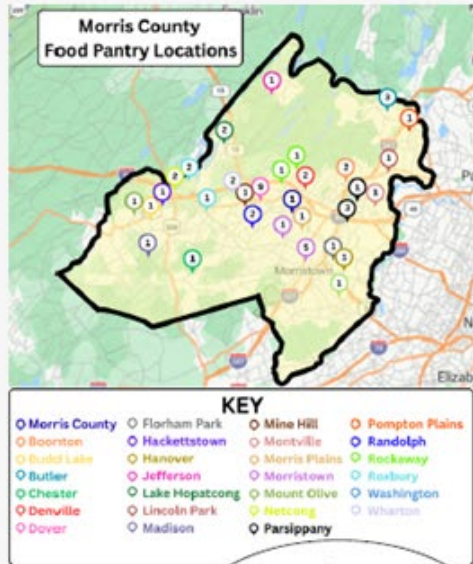 Morris County
Food Pantry Locations
Morristown
Elizab
KEY
Morris County
Florham Park
Mine Hill
Pompton Plains
Boonton
Hackettstown
Montville
Randolph
Budd Lake
Hanover
Morris Plains
Rockaway
Butler
Jefferson
Morristown
Roxbury
Chester
Lake Hopatcong
Mount Olive
Washington
Denville
Lincoln Park
Netcong
Wharton
Dover
Madison
Parsippany